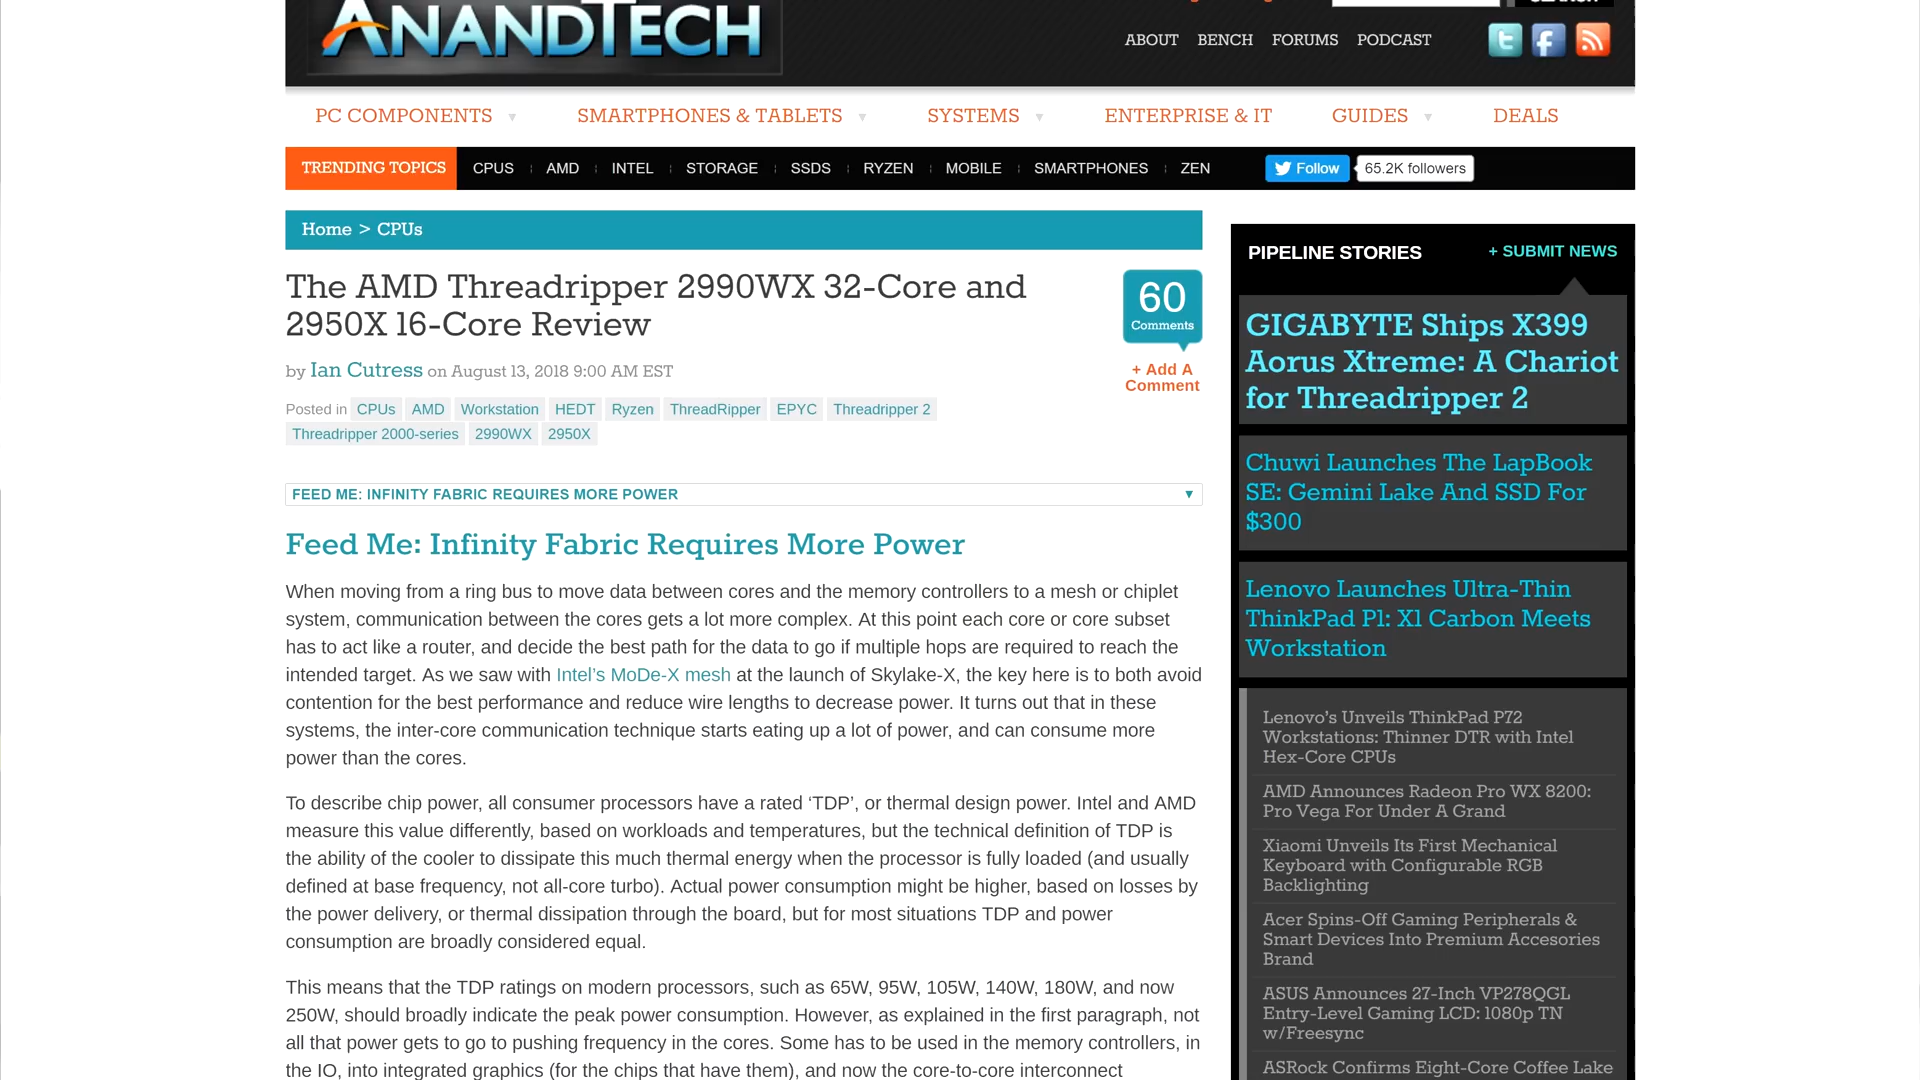 ANANDTECH
ABOUT BENCH FORUMS PODCAST
PC COMPONENTS SMARTPHONES & TABLETS SYSTEMS ENTERPRISE & IT GUIDES DEALS
TRENDING TOPICS CPUS AMD INTEL STORAGE SSDS RYZEN MOBILE SMARTPHONES ZEN Follow 65.2K followers
Home > CPUs
The AMD Threadripper 2990WX 32-Core and
2950X 16-Core Review
by Ian Cutress on August 13, 2018 9:00 AM EST
60
Comments
+ Add A
Comment
Posted in CPUs AMD Workstation HEDT Ryzen ThreadRipper EPYC Threadripper 2
Threadripper 2000-series 2990WX 2950X
FEED ME: INFINITY FABRIC REQUIRES MORE POWER
Feed Me: Infinity Fabric Requires More Power
When moving from a ring bus to move data between cores and the memory controllers to a mesh or chiplet
system, communication between the cores gets a lot more complex. At this point each core or core subset
has to act like a router, and decide the best path for the data to go if multiple hops are required to reach the
intended target. As we saw with Intel’s MoDe-X mesh at the launch of Skylake-X, the key here is to both avoid
contention for the best performance and reduce wire lengths to decrease power. It turns out that in these
systems, the inter-core communication technique starts eating up a lot of power, and can consume more
power than the cores.
To describe chip power, all consumer processors have a rated ‘TDP’, or thermal design power. Intel and AMD
measure this value differently, based on workloads and temperatures, but the technical definition of TDP is
the ability of the cooler to dissipate this much thermal energy when the processor is fully loaded (and usually
defined at base frequency, not all-core turbo). Actual power consumption might be higher, based on losses by
the power delivery, or thermal dissipation through the board, but for most situations TDP and power
consumption are broadly considered equal.
This means that the TDP ratings on modern processors, such as 65W, 95W, 105W, 140W, 180W, and now
250W, should broadly indicate the peak power consumption. However, as explained in the first paragraph, not
all that power gets to go to pushing frequency in the cores. Some has to be used in the memory controllers, in
the IO, into integrated graphics (for the chips that have them), and now the core-to-core interconnect
PIPELINE STORIES + SUBMIT NEWS
GIGABYTE Ships X399
Aorus Xtreme: A Chariot
for Threadripper 2
Chuwi Launches The LapBook
SE: Gemini Lake And SSD For
$300
Lenovo Launches Ultra-Thin
ThinkPad P1: X1 Carbon Meets
Workstation
Lenovo’s Unveils ThinkPad P72
Workstations: Thinner DTR with Intel
Hex-Core CPUs
AMD Announces Radeon Pro WX 8200:
Pro Vega For Under A Grand
Xiaomi Unveils Its First Mechanical
Keyboard with Configurable RGB
Backlighting
Acer Spins-Off Gaming Peripherals &
Smart Devices Into Premium Accesories
Brand
ASUS Announces 27-Inch VP278QGL
Entry-Level Gaming LCD: 1080p TN
w/Freesync
ASRock Confirms Eight-Core Coffee Lake